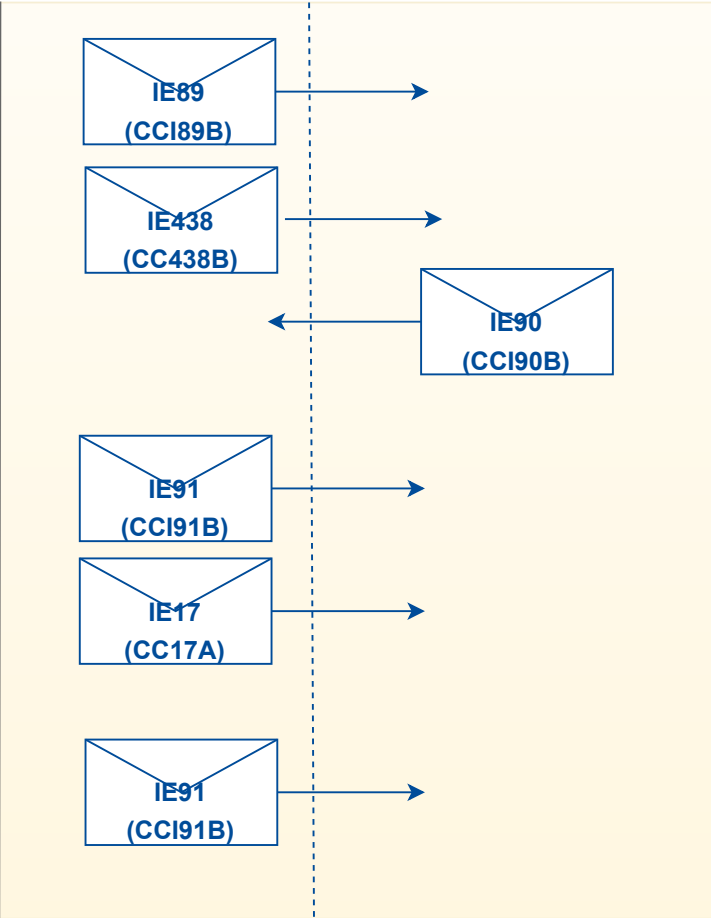 IE89
(CCI89B)
IE438
(CC438B)
IE90
(CCI90B)
IE91
(CCI91B)
IE17
(CC17A)
IE91
(CCI91B)